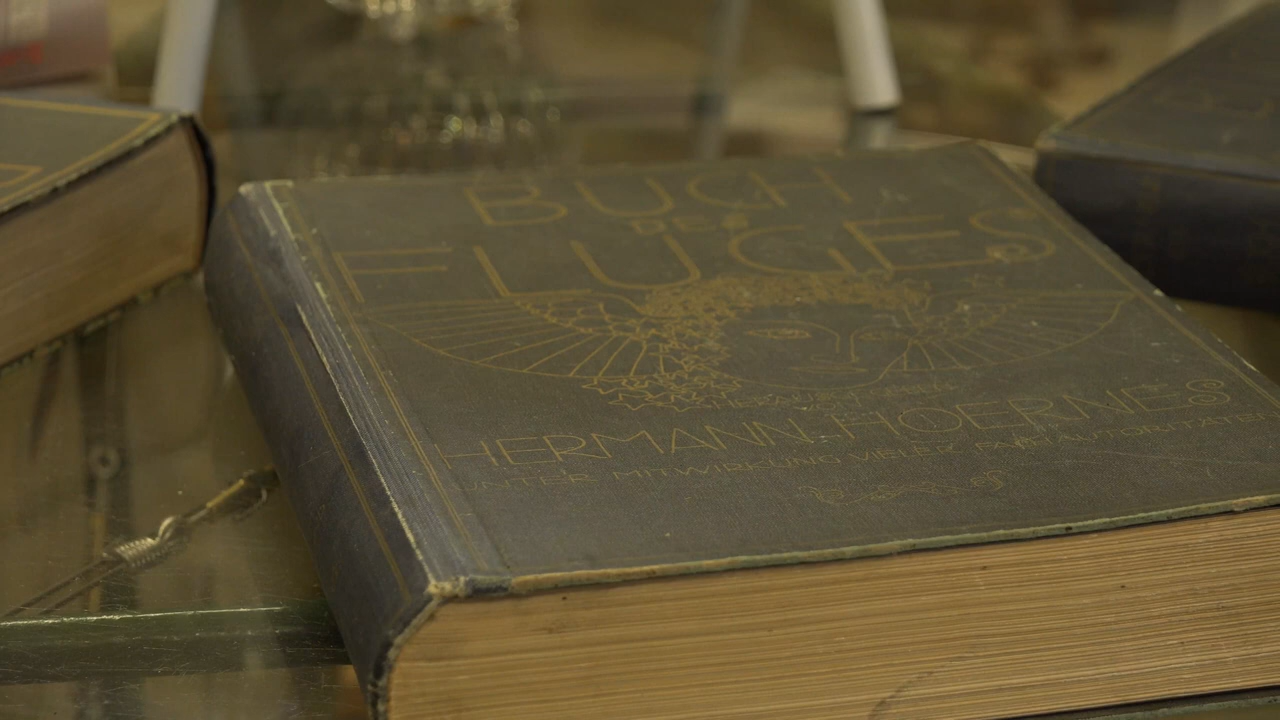 BUCH
DES
FLUGES
HERMANN HOERNES
UNTER MITWIRKUNG VIELER FACHAUTORITÄTEN